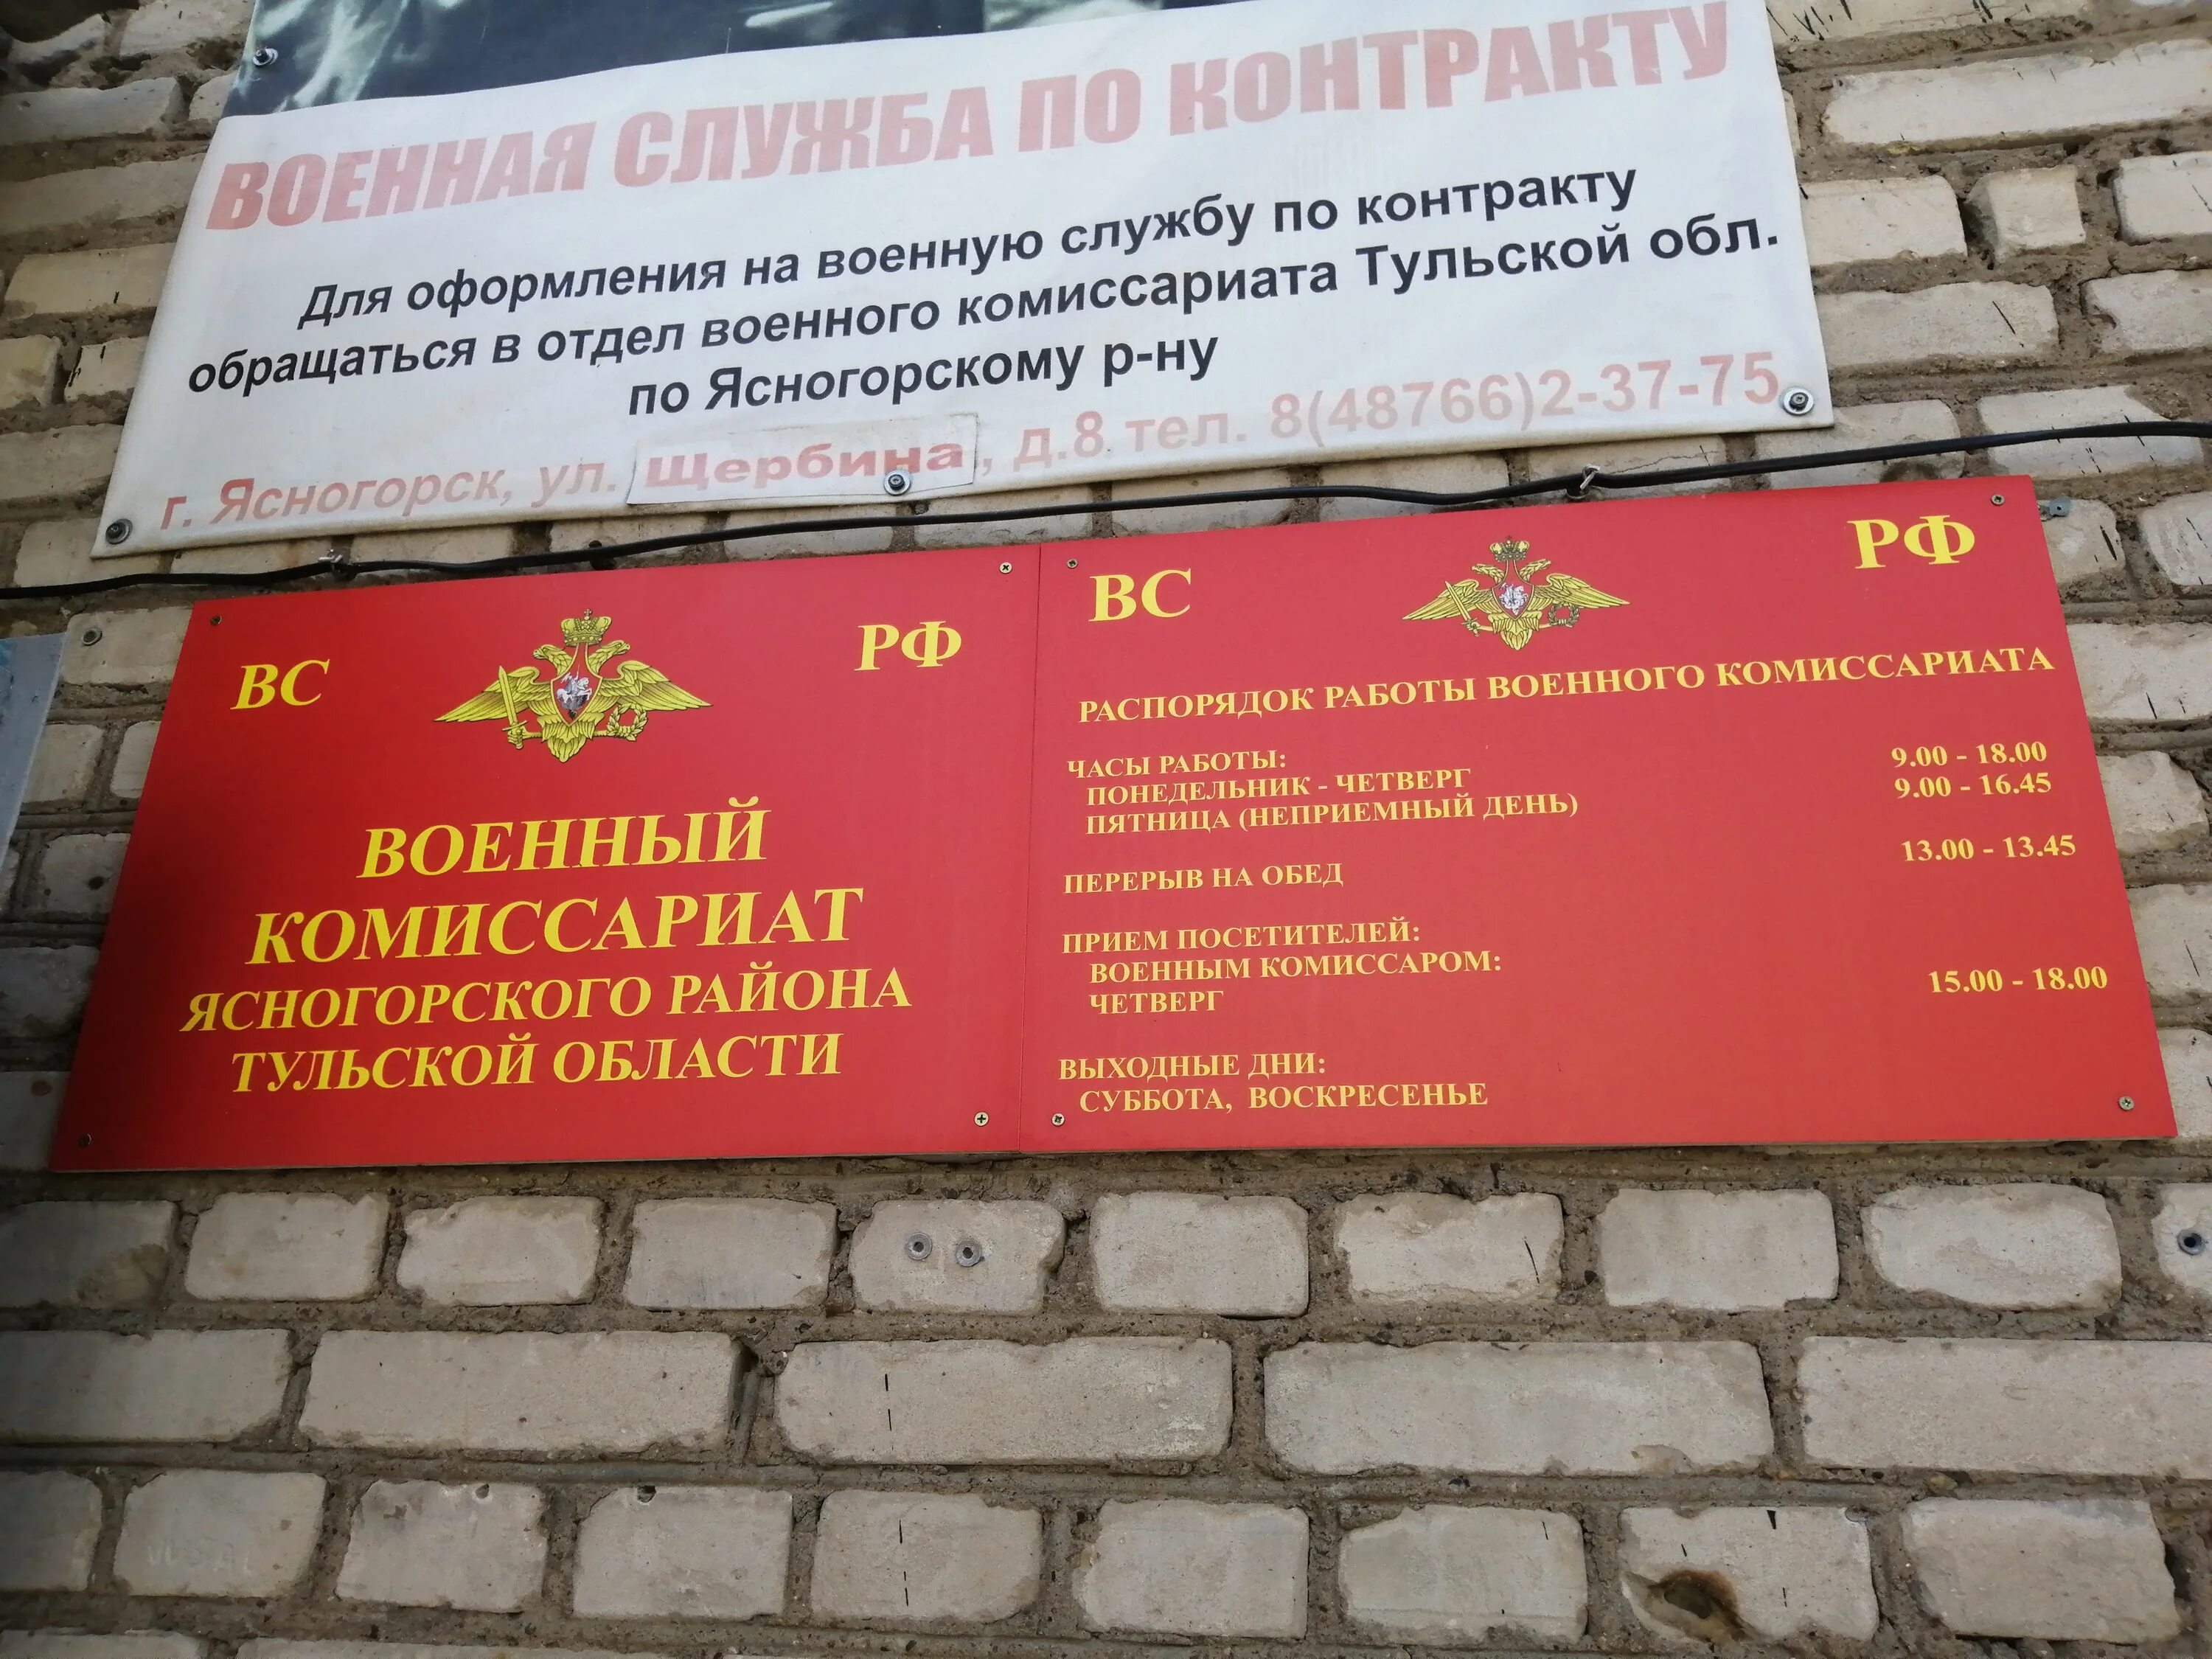 ВОЕННАЯ СЛУЖБА ПО КОНТРАКТУ
Для оформления на военную службу по контракту
обращаться в отдел военного комиссариата Тульской обл.
по Ясногорскому р-ну
г. Ясногорск, ул. Щербина, д.8 тел. 8(48766)2-37-75
ВС РФ
ВОЕННЫЙ
КОМИССАРИАТ
ЯСНОГОРСКОГО РАЙОНА
ТУЛЬСКОЙ ОБЛАСТИ
ВС РФ
РАСПОРЯДОК РАБОТЫ ВОЕННОГО КОМИССАРИАТА
ЧАСЫ РАБОТЫ:
ПОНЕДЕЛЬНИК - ЧЕТВЕРГ 9.00 - 18.00
ПЯТНИЦА (НЕПРИЕМНЫЙ ДЕНЬ) 9.00 - 16.45
ПЕРЕРЫВ НА ОБЕД 13.00 - 13.45
ПРИЕМ ПОСЕТИТЕЛЕЙ:
ВОЕННЫМ КОМИССАРОМ:
ЧЕТВЕРГ 15.00 - 18.00
ВЫХОДНЫЕ ДНИ:
СУББОТА, ВОСКРЕСЕНЬЕ